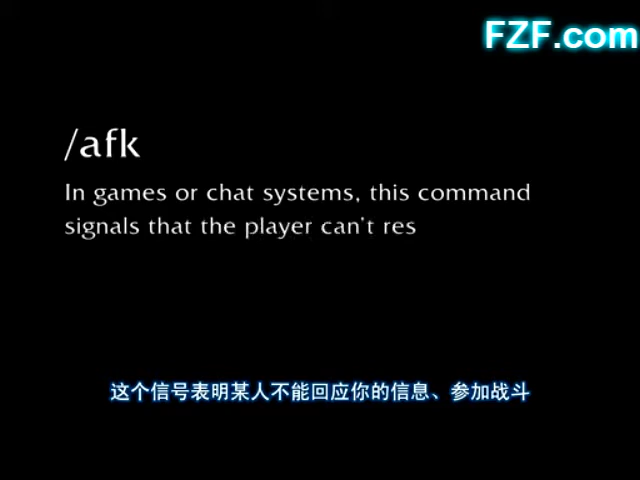 FZF.com
/afk
In games or chat systems, this command
signals that the player can't res
这个信号表明某人不能回应你的信息、参加战斗